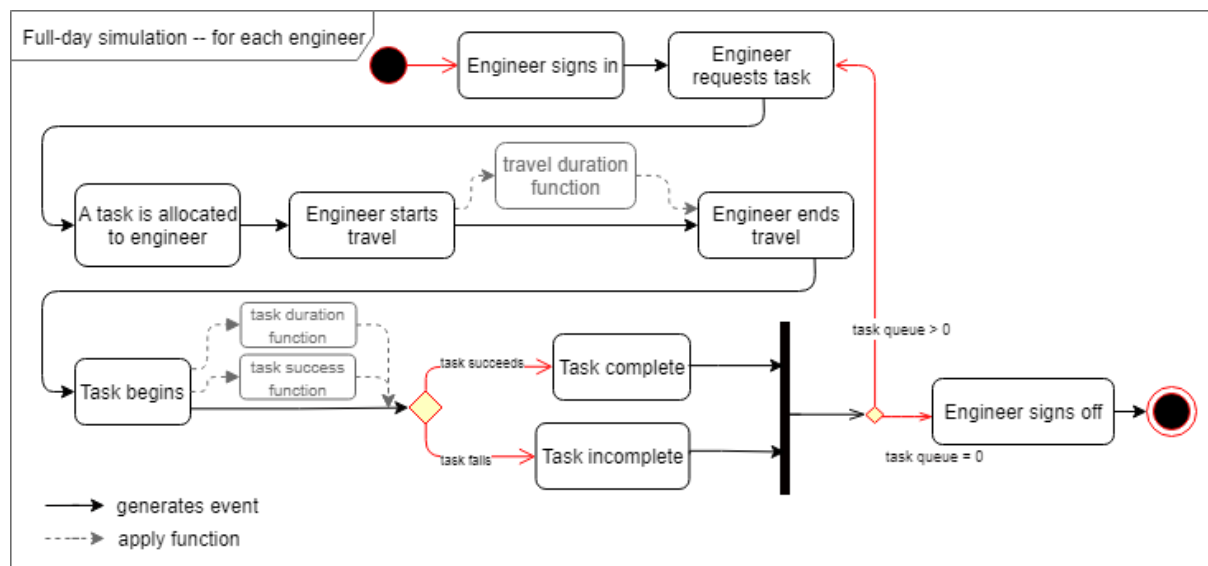 Full-day simulation -- for each engineer
Engineer signs in
Engineer
requests task
travel duration
function
A task is allocated
to engineer
Engineer starts
travel
Engineer ends
travel
task duration
function
task success
function
Task begins
task succeeds
Task complete
task fails
Task incomplete
task queue > 0
Engineer signs off
task queue = 0
generates event
apply function